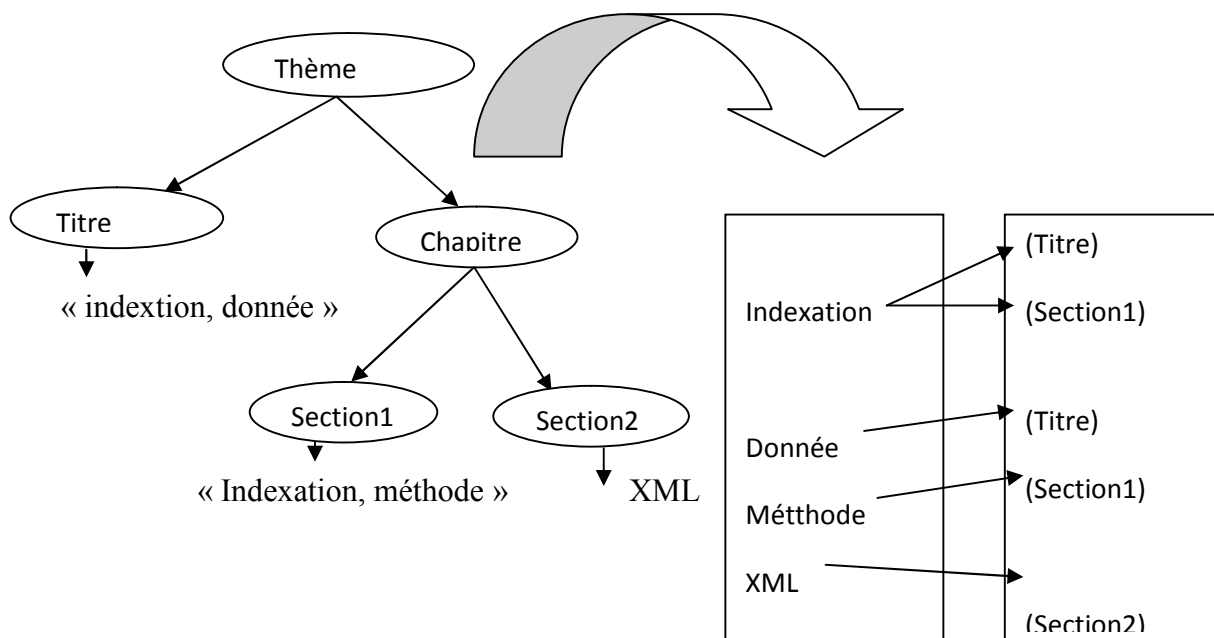 Thème
Titre
Chapitre
« indextion, donnée »
Section1
Section2
« Indexation, méthode »
XML
Indexation
Donnée
Métthode
XML
(Titre)
(Section1)
(Titre)
(Section1)
(Section2)